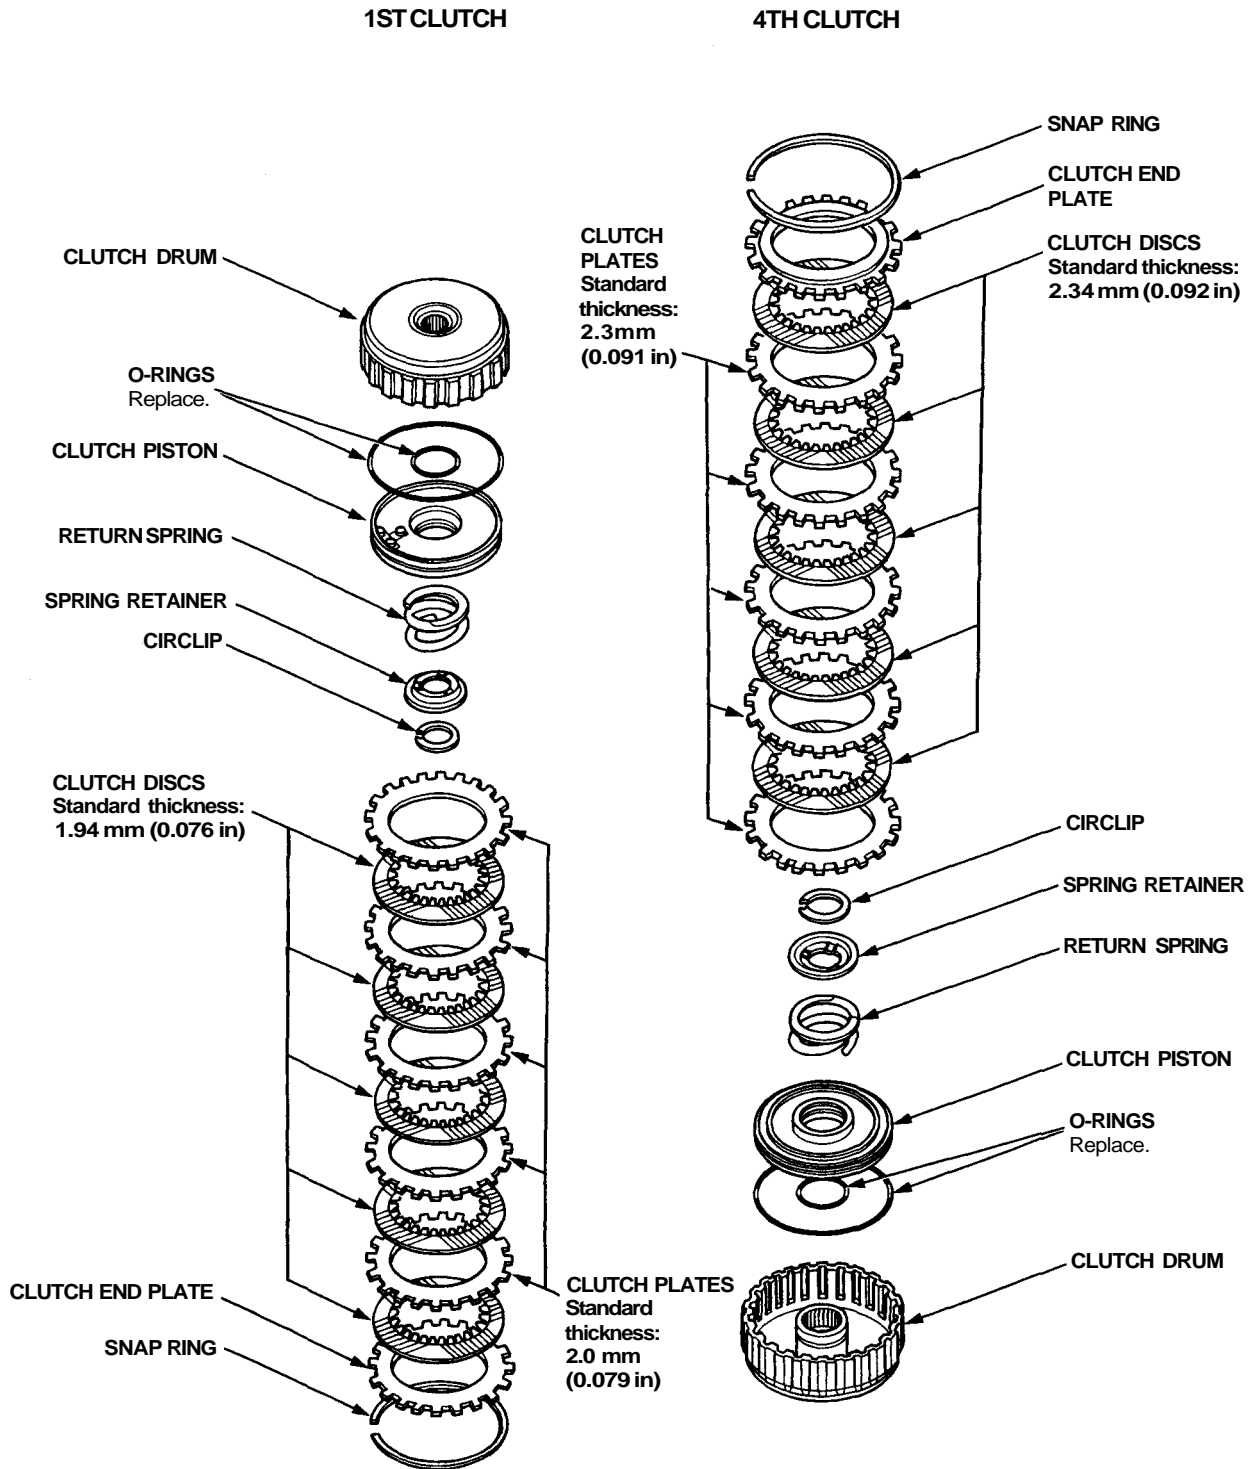 1ST CLUTCH
CLUTCH DRUM
O-RINGS
Replace.
CLUTCH PISTON
RETURN SPRING
SPRING RETAINER
CIRCLIP
CLUTCH DISCS
Standard thickness:
1.94 mm (0.076 in)
CLUTCH END PLATE
SNAP RING
CLUTCH PLATES
Standard
thickness:
2.0 mm
(0.079 in)
4TH CLUTCH
SNAP RING
CLUTCH END
PLATE
CLUTCH
PLATES
Standard
thickness:
2.3mm
(0.091 in)
CLUTCH DISCS
Standard thickness:
2.34 mm (0.092 in)
CIRCLIP
SPRING RETAINER
RETURN SPRING
CLUTCH PISTON
O-RINGS
Replace.
CLUTCH DRUM